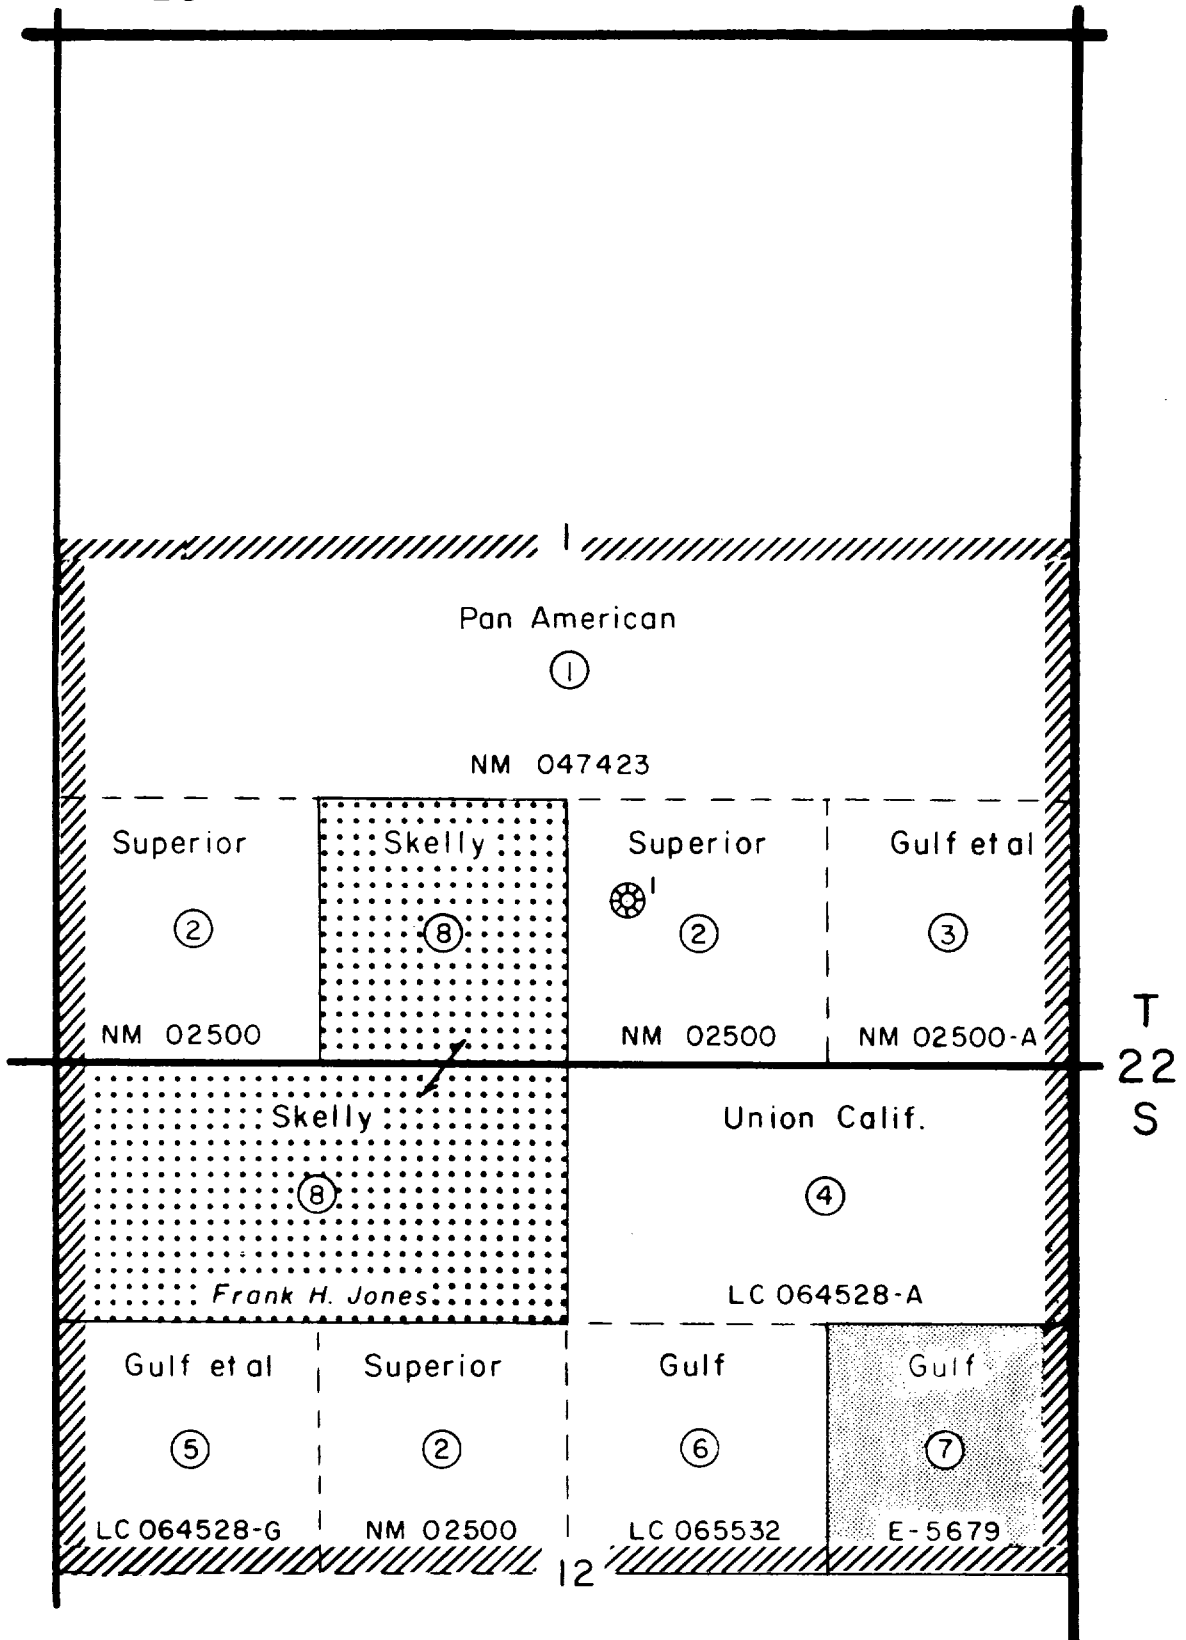 1
Pan American
1
NM 047423
Superior
Skelly
Superior
Gulf et al
1
2
8
2
3
NM 02500
NM 02500
NM 02500-A
T
22
S
Skelly
Union Calif.
8
4
Frank H. Jones
LC 064528-A
Gulf et al
Superior
Gulf
Gulf
5
2
6
7
LC 064528-G
NM 02500
LC 065532
E-5679
12